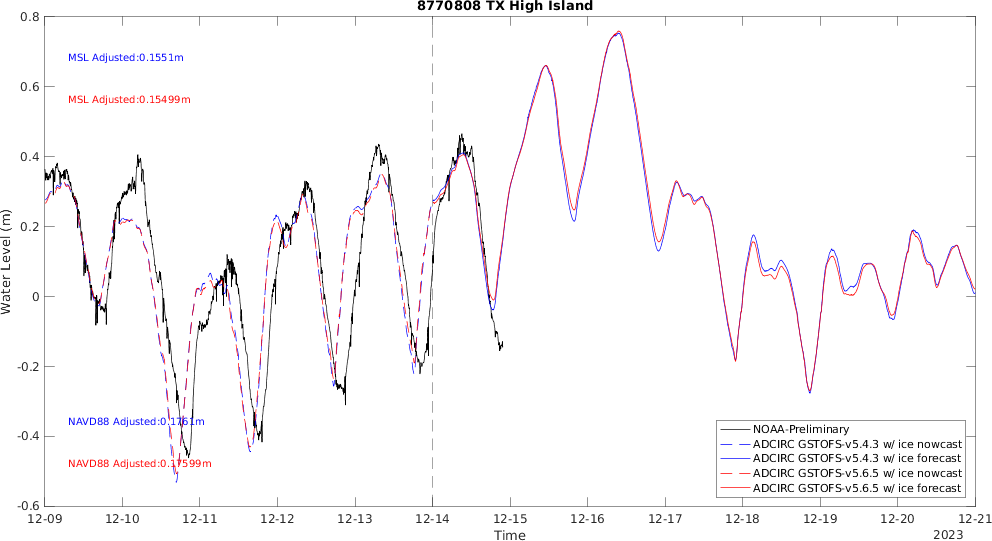 8770808 TX High Island
0.8
0.6
0.4
0.2
0
-0.2
-0.4
-0.6
Water Level (m)
MSL Adjusted:0.1551m
MSL Adjusted:0.15499m
NAVD88 Adjusted:0.1761m
NAVD88 Adjusted:0.17599m
NOAA-Preliminary
ADCIRC GSTOFS-v5.4.3 w/ ice nowcast
ADCIRC GSTOFS-v5.4.3 w/ ice forecast
ADCIRC GSTOFS-v5.6.5 w/ ice nowcast
ADCIRC GSTOFS-v5.6.5 w/ ice forecast
12-09 12-10 12-11 12-12 12-13 12-14 12-15 12-16 12-17 12-18 12-19 12-20 12-21
Time
2023